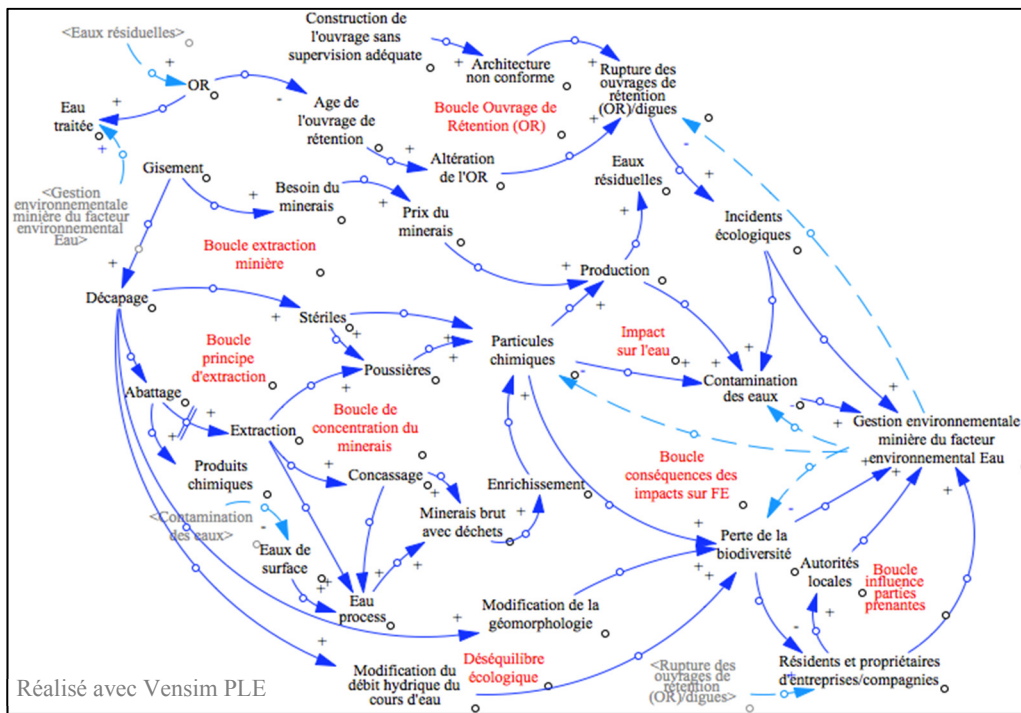 <Eaux résiduelles>
Construction de
l'ouvrage sans
supervision adéquate
Architecture
non conforme
Rupture des
ouvrages de
rétention
(OR)/digues
OR
Eau
traitée
Age de
l'ouvrage de
rétention
Boucle Ouvrage de
Rétention (OR)
Altération
de l'OR
Eaux
résiduelles
Gisement
<Gestion
environnementale
minière du facteur
environnemental
Eau>
Besoin du
minerais
Prix du
minerais
Incidents
écologiques
Boucle extraction
minière
Production
Décapage
Stériles
Particules
chimiques
Impact
sur l'eau
Boucle
principe
d'extraction
Poussières
Contamination
des eaux
Abattage
Extraction
Boucle de
concentration du
minerais
Gestion environnementale
minière du facteur
environnemental Eau
Produits
chimiques
Concassage
Enrichissement
Boucle
conséquences des
impacts sur FE
<Contamination
des eaux>
Minerais brut
avec déchets
Eaux de
surface
Perte de la
biodiversité
Autorités
locales
Boucle
influence
parties
prenantes
Eau
process
Modification de la
géomorphologie
Modification du
débit hydrique du
cours d'eau
Déséquilibre
écologique
<Rupture des
ouvrages de
rétention
(OR)/digues>
Résidents et propriétaires
d'entreprises/compagnies
Réalisé avec Vensim PLE